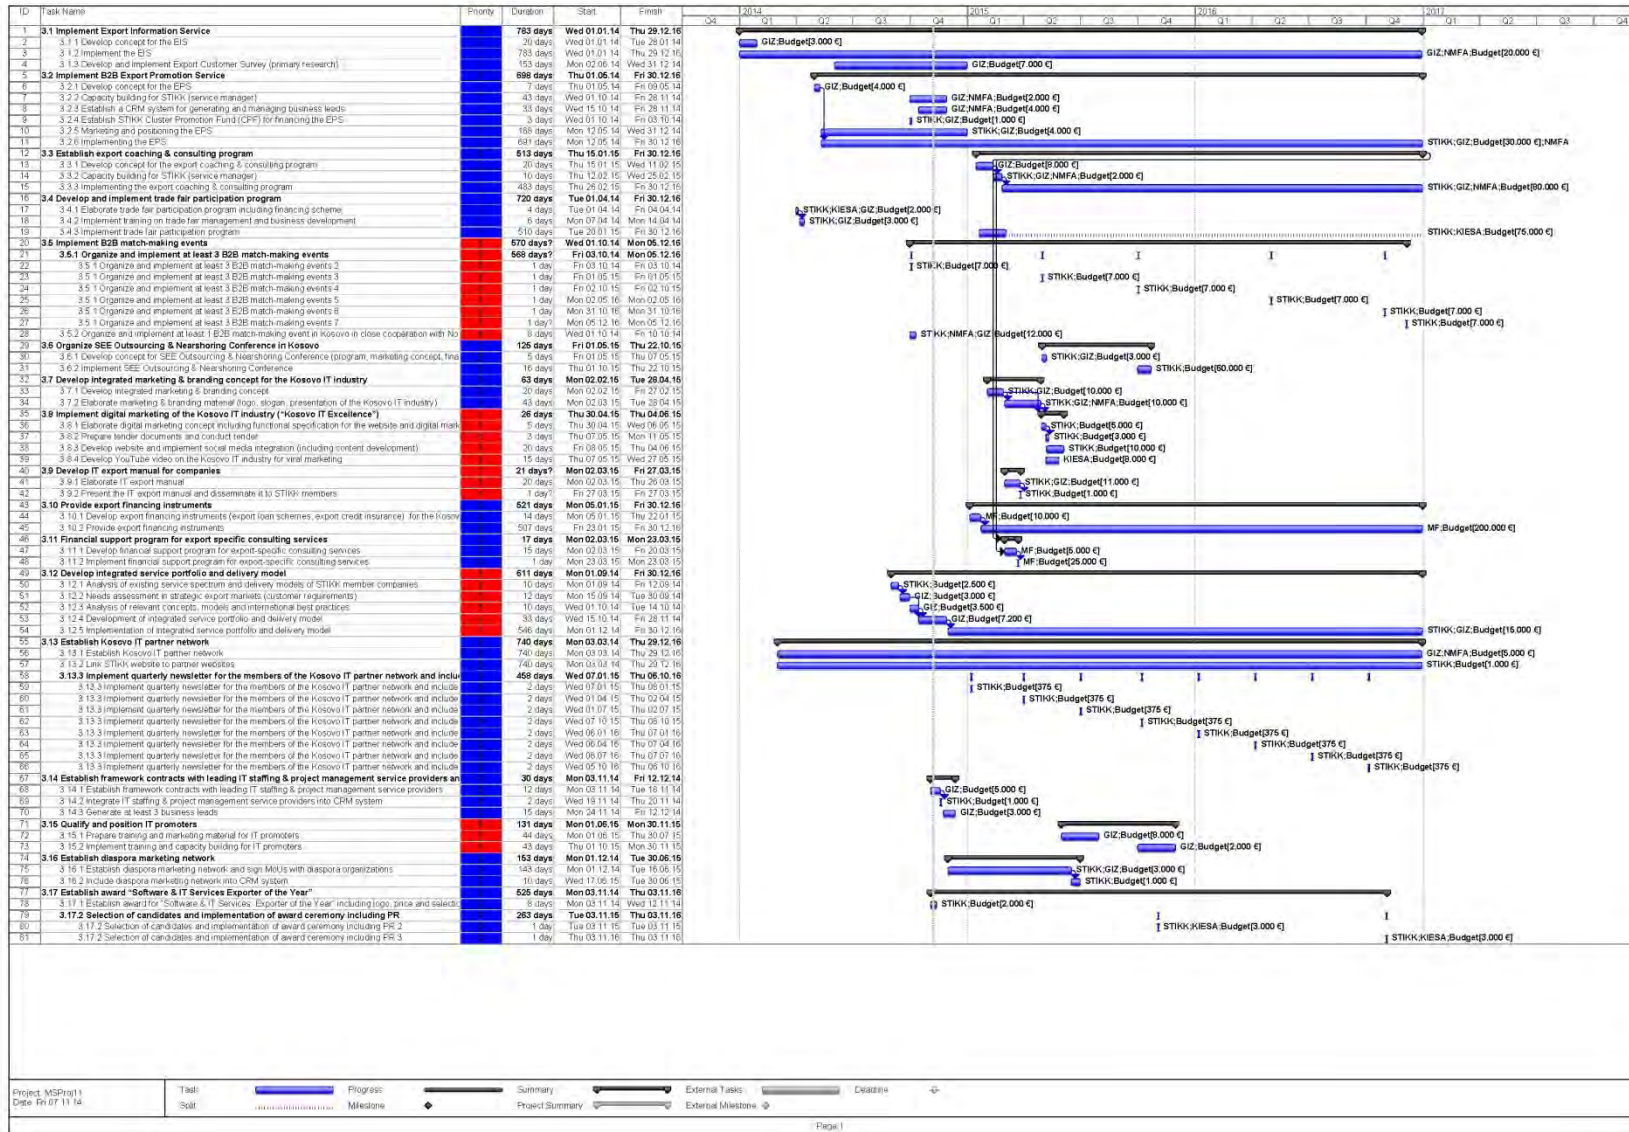 ID Task Name Priority Duration Start Finish 2014 2015 2016 2017
Q4 Q1 Q2 Q3 Q4 Q1 Q2 Q3 Q4 Q1 Q2 Q3 Q4 Q1 Q2 Q3 Q4
1 3.1 Implement Export Information Service 783 days Wed 01.01.14 Thu 29.12.16
2 3.1.1 Develop concept for the EIS 20 days Wed 01.01.14 Tue 28.01.14 GIZ;Budget[3.000 €]
3 3.1.2 Implement the EIS 783 days Wed 01.01.14 Thu 29.12.16 GIZ;NMFA;Budget[20.000 €]
4 3.1.3 Develop and implement Export Customer Survey (primary research) 153 days Mon 02.06.14 Wed 31.12.14 GIZ;Budget[7.000 €]
5 3.2 Implement B2B Export Promotion Service 698 days Thu 01.05.14 Fri 30.12.16
6 3.2.1 Develop concept for the EPS 7 days Thu 01.05.14 Fri 09.05.14 GIZ;Budget[4.000 €]
7 3.2.2 Capacity building for STIKK (service manager) 43 days Wed 01.10.14 Fri 28.11.14 GIZ;NMFA;Budget[2.000 €]
8 3.2.3 Establish a CRM system for generating and managing business leads 33 days Wed 15.10.14 Fri 28.11.14 GIZ;NMFA;Budget[4.000 €]
9 3.2.4 Establish STIKK Cluster Promotion Fund (CPF) for financing the EPS 3 days Wed 01.10.14 Fri 03.10.14 STIKK;GIZ;Budget[1.000 €]
10 3.2.5 Marketing and positioning the EPS 168 days Mon 12.05.14 Wed 31.12.14 STIKK;GIZ;Budget[4.000 €]
11 3.2.6 Implementing the EPS 691 days Mon 12.05.14 Fri 30.12.16 STIKK;GIZ;Budget[30.000 €];NMFA
12 3.3 Establish export coaching & consulting program 513 days Thu 15.01.15 Fri 30.12.16
13 3.3.1 Develop concept for the export coaching & consulting program 20 days Thu 15.01.15 Wed 11.02.15 GIZ;Budget[8.000 €]
14 3.3.2 Capacity building for STIKK (service manager) 10 days Thu 12.02.15 Wed 25.02.15 STIKK;GIZ;NMFA;Budget[2.000 €]
15 3.3.3 Implementing the export coaching & consulting program 483 days Thu 26.02.15 Fri 30.12.16 STIKK;GIZ;NMFA;Budget[80.000 €]
16 3.4 Develop and implement trade fair participation program 720 days Tue 01.04.14 Fri 30.12.16
17 3.4.1 Elaborate trade fair participation program including financing scheme 4 days Tue 01.04.14 Fri 04.04.14 STIKK;KIESA;GIZ;Budget[2.000 €]
18 3.4.2 Implement training on trade fair management and business development 6 days Mon 07.04.14 Mon 14.04.14 STIKK;GIZ;Budget[3.000 €]
19 3.4.3 Implement trade fair participation program 510 days Tue 20.01.15 Fri 30.12.16 STIKK;KIESA;Budget[75.000 €]
20 3.5 Implement B2B match-making events 570 days? Wed 01.10.14 Mon 05.12.16
21 3.5.1 Organize and implement at least 3 B2B match-making events 568 days? Fri 03.10.14 Mon 05.12.16
22 3.5.1 Organize and implement at least 3 B2B match-making events 2 1 day Fri 03.10.14 Fri 03.10.14 STIKK;Budget[7.000 €]
23 3.5.1 Organize and implement at least 3 B2B match-making events 3 1 day Fri 01.05.15 Fri 01.05.15 STIKK;Budget[7.000 €]
24 3.5.1 Organize and implement at least 3 B2B match-making events 4 1 day Fri 02.10.15 Fri 02.10.15 STIKK;Budget[7.000 €]
25 3.5.1 Organize and implement at least 3 B2B match-making events 5 1 day Mon 02.05.16 Mon 02.05.16 STIKK;Budget[7.000 €]
26 3.5.1 Organize and implement at least 3 B2B match-making events 6 1 day Mon 31.10.16 Mon 31.10.16 STIKK;Budget[7.000 €]
27 3.5.1 Organize and implement at least 3 B2B match-making events 7 1 day? Mon 05.12.16 Mon 05.12.16 STIKK;Budget[7.000 €]
28 3.5.2 Organize and implement at least 1 B2B match-making event in Kosovo in close cooperation with No 8 days Wed 01.10.14 Fri 10.10.14 STIKK;NMFA;GIZ;Budget[12.000 €]
29 3.6 Organize SEE Outsourcing & Nearshoring Conference in Kosovo 125 days Fri 01.05.15 Thu 22.10.15
30 3.6.1 Develop concept for SEE Outsourcing & Nearshoring Conference (program, marketing concept, fina 5 days Fri 01.05.15 Thu 07.05.15 STIKK;GIZ;Budget[3.000 €]
31 3.6.2 Implement SEE Outsourcing & Nearshoring Conference 16 days Thu 01.10.15 Thu 22.10.15 STIKK;Budget[60.000 €]
32 3.7 Develop integrated marketing & branding concept for the Kosovo IT industry 63 days Mon 02.02.15 Tue 28.04.15
33 3.7.1 Develop integrated marketing & branding concept 20 days Mon 02.02.15 Fri 27.02.15 STIKK;GIZ;Budget[10.000 €]
34 3.7.2 Elaborate marketing & branding material (logo, slogan, presentation of the Kosovo IT industry) 43 days Mon 02.03.15 Tue 28.04.15 STIKK;GIZ;NMFA;Budget[10.000 €]
35 3.8 Implement digital marketing of the Kosovo IT industry ("Kosovo IT Excellence") 26 days Thu 30.04.15 Thu 04.06.15
36 3.8.1 Elaborate digital marketing concept including functional specification for the website and digital mark 5 days Thu 30.04.15 Wed 06.05.15 STIKK;Budget[5.000 €]
37 3.8.2 Prepare tender documents and conduct tender 3 days Thu 07.05.15 Mon 11.05.15 STIKK;Budget[3.000 €]
38 3.8.3 Develop website and implement social media integration (including content development) 20 days Fri 08.05.15 Thu 04.06.15 STIKK;Budget[10.000 €]
39 3.8.4 Develop YouTube video on the Kosovo IT industry for viral marketing 15 days Thu 07.05.15 Wed 27.05.15 KIESA;Budget[8.000 €]
40 3.9 Develop IT export manual for companies 21 days? Mon 02.03.15 Fri 27.03.15
41 3.9.1 Elaborate IT export manual 20 days Mon 02.03.15 Thu 26.03.15 STIKK;GIZ;Budget[11.000 €]
42 3.9.2 Present the IT export manual and disseminate it to STIKK members 1 day? Fri 27.03.15 Fri 27.03.15 STIKK;Budget[1.000 €]
43 3.10 Provide export financing instruments 521 days Mon 05.01.15 Fri 30.12.16
44 3.10.1 Develop export financing instruments (export loan schemes, export credit insurance) for the Kosov 14 days Mon 05.01.15 Thu 22.01.15 MF;Budget[10.000 €]
45 3.10.2 Provide export financing instruments 507 days Fri 23.01.15 Fri 30.12.16 MF;Budget[200.000 €]
46 3.11 Financial support program for export specific consulting services 17 days Mon 02.03.15 Mon 23.03.15
47 3.11.1 Develop financial support program for export-specific consulting services 15 days Mon 02.03.15 Fri 20.03.15 MF;Budget[5.000 €]
48 3.11.2 Implement financial support program for export-specific consulting services 1 day Mon 23.03.15 Mon 23.03.15 MF;Budget[25.000 €]
49 3.12 Develop integrated service portfolio and delivery model 611 days Mon 01.09.14 Fri 30.12.16
50 3.12.1 Analysis of existing service spectrum and delivery models of STIKK member companies 10 days Mon 01.09.14 Fri 12.09.14 STIKK;Budget[2.500 €]
51 3.12.2 Needs assessment in strategic export markets (customer requirements) 12 days Mon 15.09.14 Tue 30.09.14 GIZ;Budget[3.000 €]
52 3.12.3 Analysis of relevant concepts, models and international best practices 10 days Wed 01.10.14 Tue 14.10.14 GIZ;Budget[3.500 €]
53 3.12.4 Development of integrated service portfolio and delivery model 33 days Wed 15.10.14 Fri 28.11.14 GIZ;Budget[7.200 €]
54 3.12.5 Implementation of integrated service portfolio and delivery model 546 days Mon 01.12.14 Fri 30.12.16 STIKK;GIZ;Budget[15.000 €]
55 3.13 Establish Kosovo IT partner network 740 days Mon 03.03.14 Thu 29.12.16
56 3.13.1 Establish Kosovo IT partner network 740 days Mon 03.03.14 Thu 29.12.16 GIZ;NMFA;Budget[5.000 €]
57 3.13.2 Link STIKK website to partner websites 740 days Mon 03.03.14 Thu 29.12.16 STIKK;Budget[1.000 €]
58 3.13.3 Implement quarterly newsletter for the members of the Kosovo IT partner network and inclu 458 days Wed 07.01.15 Thu 06.10.16
59 3.13.3 Implement quarterly newsletter for the members of the Kosovo IT partner network and include 2 days Wed 07.01.15 Thu 08.01.15 STIKK;Budget[375 €]
60 3.13.3 Implement quarterly newsletter for the members of the Kosovo IT partner network and include 2 days Wed 01.04.15 Thu 02.04.15 STIKK;Budget[375 €]
61 3.13.3 Implement quarterly newsletter for the members of the Kosovo IT partner network and include 2 days Wed 01.07.15 Thu 02.07.15 STIKK;Budget[375 €]
62 3.13.3 Implement quarterly newsletter for the members of the Kosovo IT partner network and include 2 days Wed 07.10.15 Thu 08.10.15 STIKK;Budget[375 €]
63 3.13.3 Implement quarterly newsletter for the members of the Kosovo IT partner network and include 2 days Wed 06.01.16 Thu 07.01.16 STIKK;Budget[375 €]
64 3.13.3 Implement quarterly newsletter for the members of the Kosovo IT partner network and include 2 days Wed 06.04.16 Thu 07.04.16 STIKK;Budget[375 €]
65 3.13.3 Implement quarterly newsletter for the members of the Kosovo IT partner network and include 2 days Wed 06.07.16 Thu 07.07.16 STIKK;Budget[375 €]
66 3.13.3 Implement quarterly newsletter for the members of the Kosovo IT partner network and include 2 days Wed 05.10.16 Thu 06.10.16 STIKK;Budget[375 €]
67 3.14 Establish framework contracts with leading IT staffing & project management service providers an 30 days Mon 03.11.14 Fri 12.12.14
68 3.14.1 Establish framework contracts with leading IT staffing & project management service providers 12 days Mon 03.11.14 Tue 18.11.14 GIZ;Budget[5.000 €]
69 3.14.2 Integrate IT staffing & project management service providers into CRM system 2 days Wed 19.11.14 Thu 20.11.14 STIKK;Budget[1.000 €]
70 3.14.3 Generate at least 3 business leads 15 days Mon 24.11.14 Fri 12.12.14 GIZ;Budget[3.000 €]
71 3.15 Qualify and position IT promoters 131 days Mon 01.06.15 Mon 30.11.15
72 3.15.1 Prepare training and marketing material for IT promoters 44 days Mon 01.06.15 Thu 30.07.15 GIZ;Budget[8.000 €]
73 3.15.2 Implement training and capacity building for IT promoters 43 days Thu 01.10.15 Mon 30.11.15 GIZ;Budget[2.000 €]
74 3.16 Establish diaspora marketing network 153 days Mon 01.12.14 Tue 30.06.15
75 3.16.1 Establish diaspora marketing network and sign MoUs with diaspora organizations 143 days Mon 01.12.14 Tue 16.06.15 STIKK;GIZ;Budget[3.000 €]
76 3.16.2 Include diaspora marketing network into CRM system 10 days Wed 17.06.15 Tue 30.06.15 STIKK;Budget[1.000 €]
77 3.17 Establish award "Software & IT Services Exporter of the Year" 525 days Mon 03.11.14 Thu 03.11.16
78 3.17.1 Establish award for "Software & IT Services Exporter of the Year" including logo, price and selectio 8 days Mon 03.11.14 Wed 12.11.14 STIKK;Budget[2.000 €]
79 3.17.2 Selection of candidates and implementation of award ceremony including PR 263 days Tue 03.11.15 Thu 03.11.16
80 3.17.2 Selection of candidates and implementation of award ceremony including PR 2 1 day Tue 03.11.15 Tue 03.11.15 STIKK;KIESA;Budget[3.000 €]
81 3.17.2 Selection of candidates and implementation of award ceremony including PR 3 1 day Thu 03.11.16 Thu 03.11.16 STIKK;KIESA;Budget[3.000 €]
Project: MSProj11
Date: Fri 07.11.14
Task Progress Summary External Tasks Deadline
Split Milestone Project Summary External Milestone
Page 1